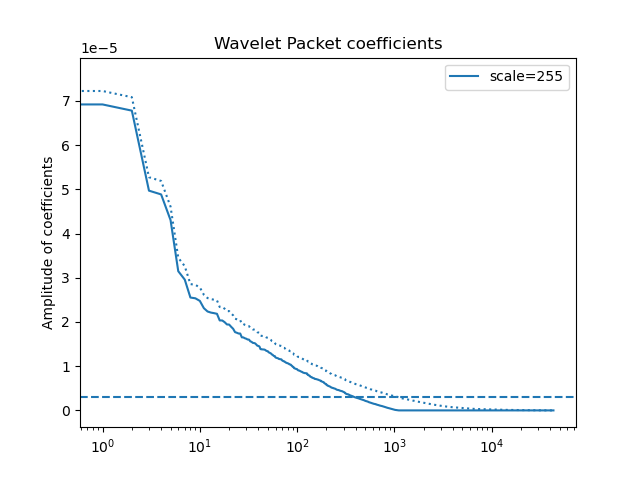 Wavelet Packet coefficients
1e−5
scale=255
Amplitude of coefficients
7
6
5
4
3
2
1
0
10⁰ 10¹ 10² 10³ 10⁴